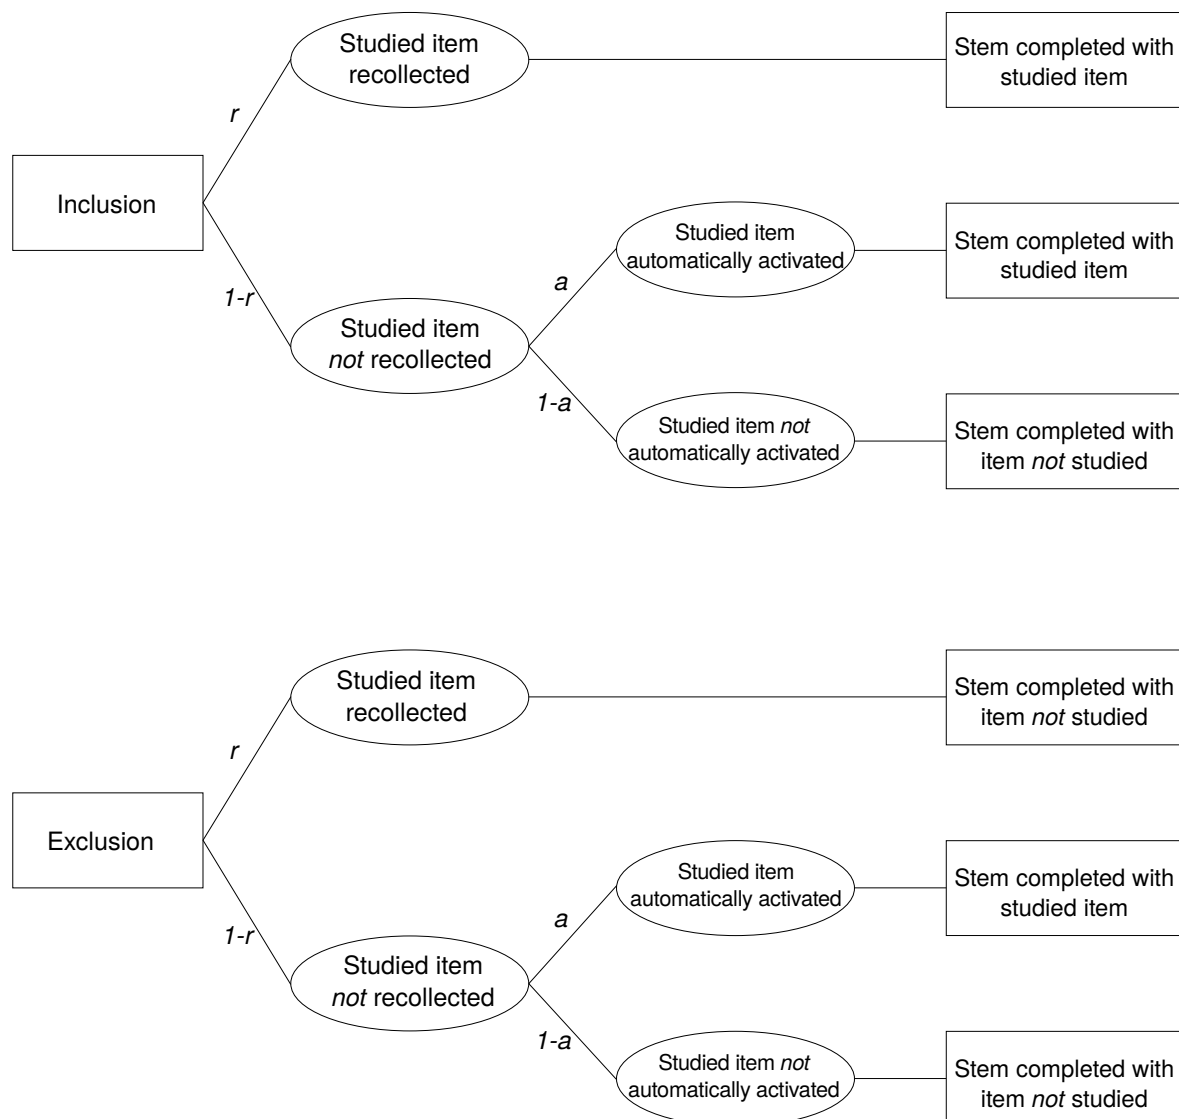 Studied item
recollected
Stem completed with
studied item
r
Inclusion
Studied item
automatically activated
Stem completed with
studied item
a
1-r
Studied item
not recollected
1-a
Studied item not
automatically activated
Stem completed with
item not studied
Studied item
recollected
Stem completed with
item not studied
r
Exclusion
Studied item
automatically activated
Stem completed with
studied item
a
1-r
Studied item
not recollected
1-a
Studied item not
automatically activated
Stem completed with
item not studied